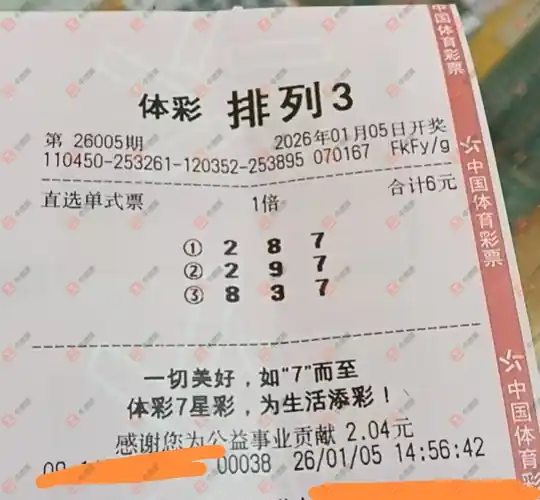 体彩 排列3
第 26005期 2026年01月05日开奖
110450-253261-120352-253895 070167 FkFy/g
直选单式票 1倍 合计6元
① 2 8 7
② 2 9 7
③ 8 3 7
一切美好，如“7”而至
体彩7星彩，为生活添彩！
感谢您为公益事业贡献 2.04元
00038 26/01/05 14:56:42
中国体育彩票
中国体育彩票
中国体育彩